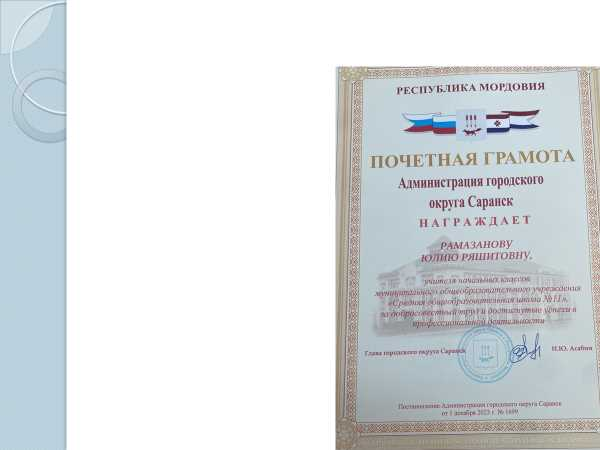 РЕСПУБЛИКА МОРДОВИЯ
ПОЧЕТНАЯ ГРАМОТА
Администрация городского
округа Саранск
НАГРАЖДАЕТ
РАМАЗАНОВУ
ЮЛИЮ РЯШИТОВНУ,
учителя начальных классов
муниципального общеобразовательного учреждения
«Средняя общеобразовательная школа №11»,
за добросовестный труд и достигнутые успехи в
профессиональной деятельности
Глава городского округа Саранск
И.Ю. Асабин
Постановление Администрации городского округа Саранск
от 1 декабря 2023 г. № 1609